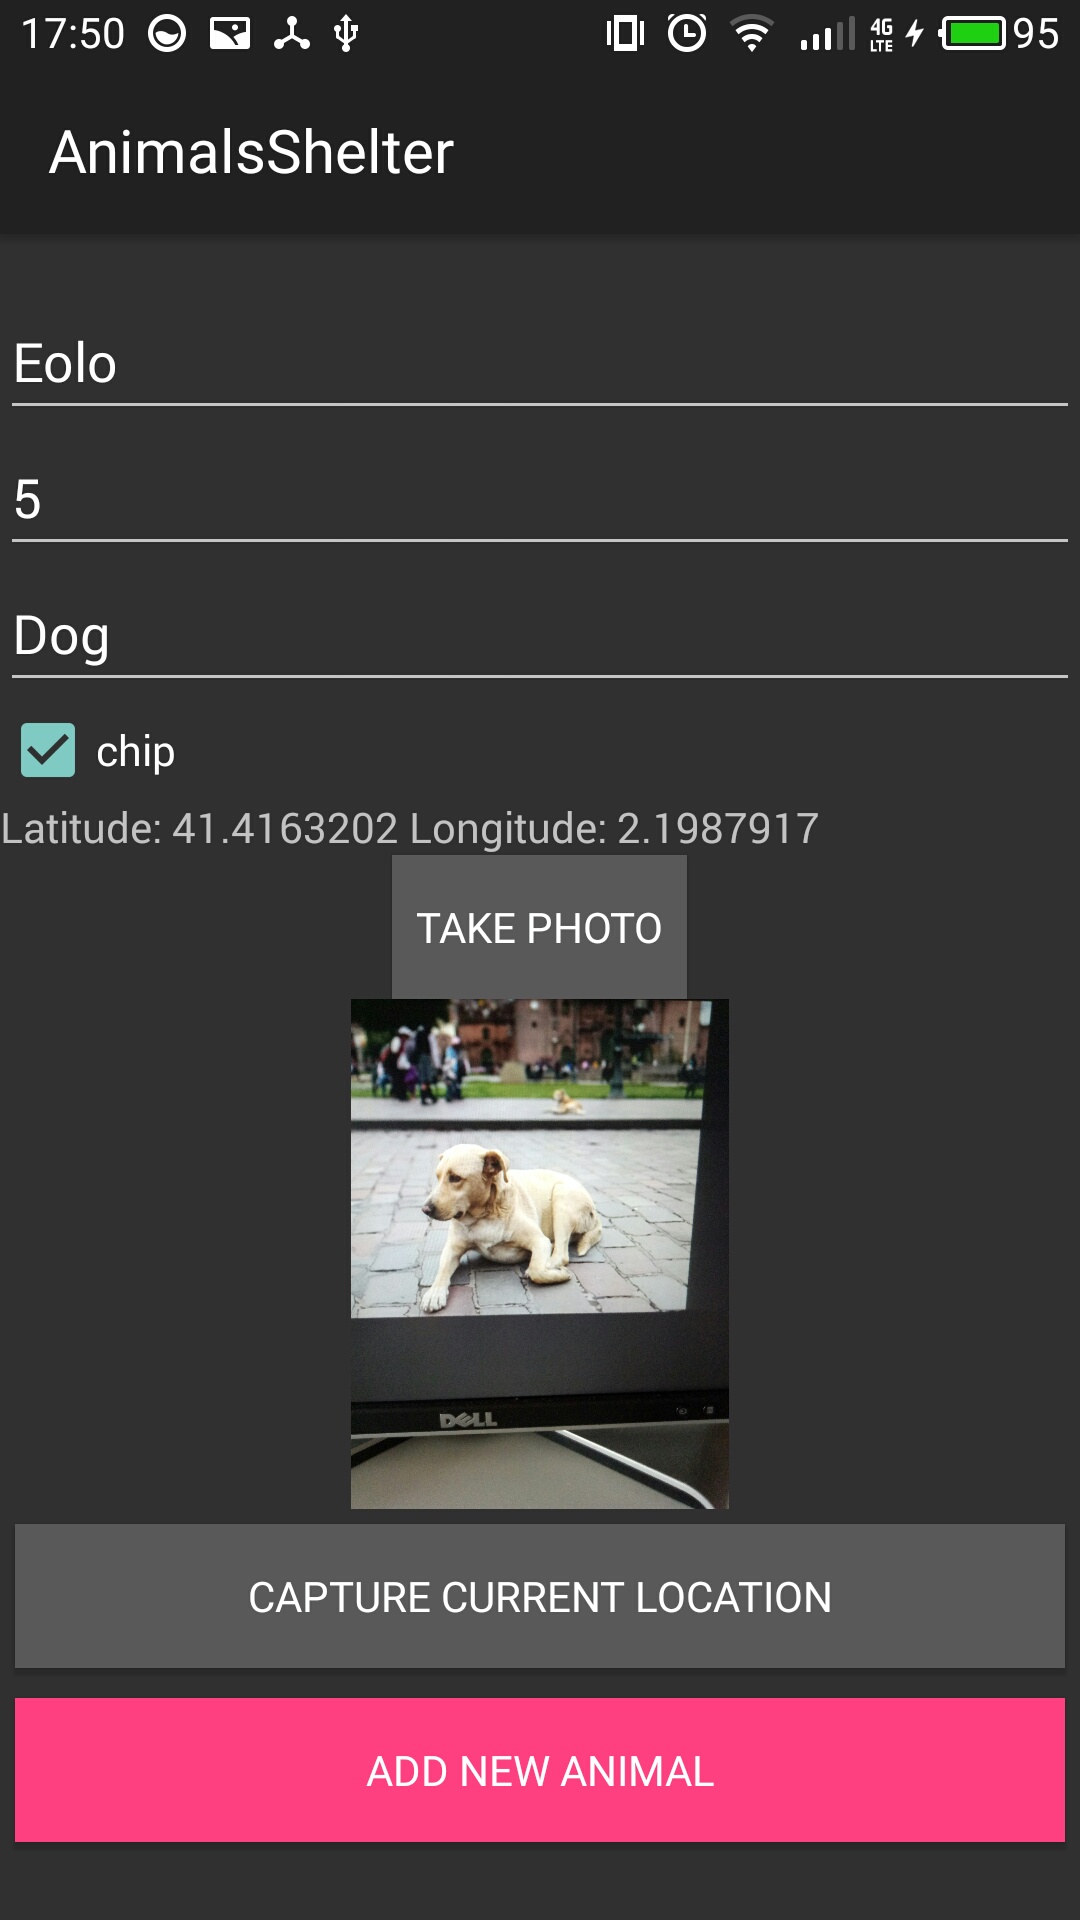 17:50 4G LTE 95
AnimalsShelter
Eolo
5
Dog
chip
Latitude: 41.4163202 Longitude: 2.1987917
TAKE PHOTO
DELL
CAPTURE CURRENT LOCATION
ADD NEW ANIMAL